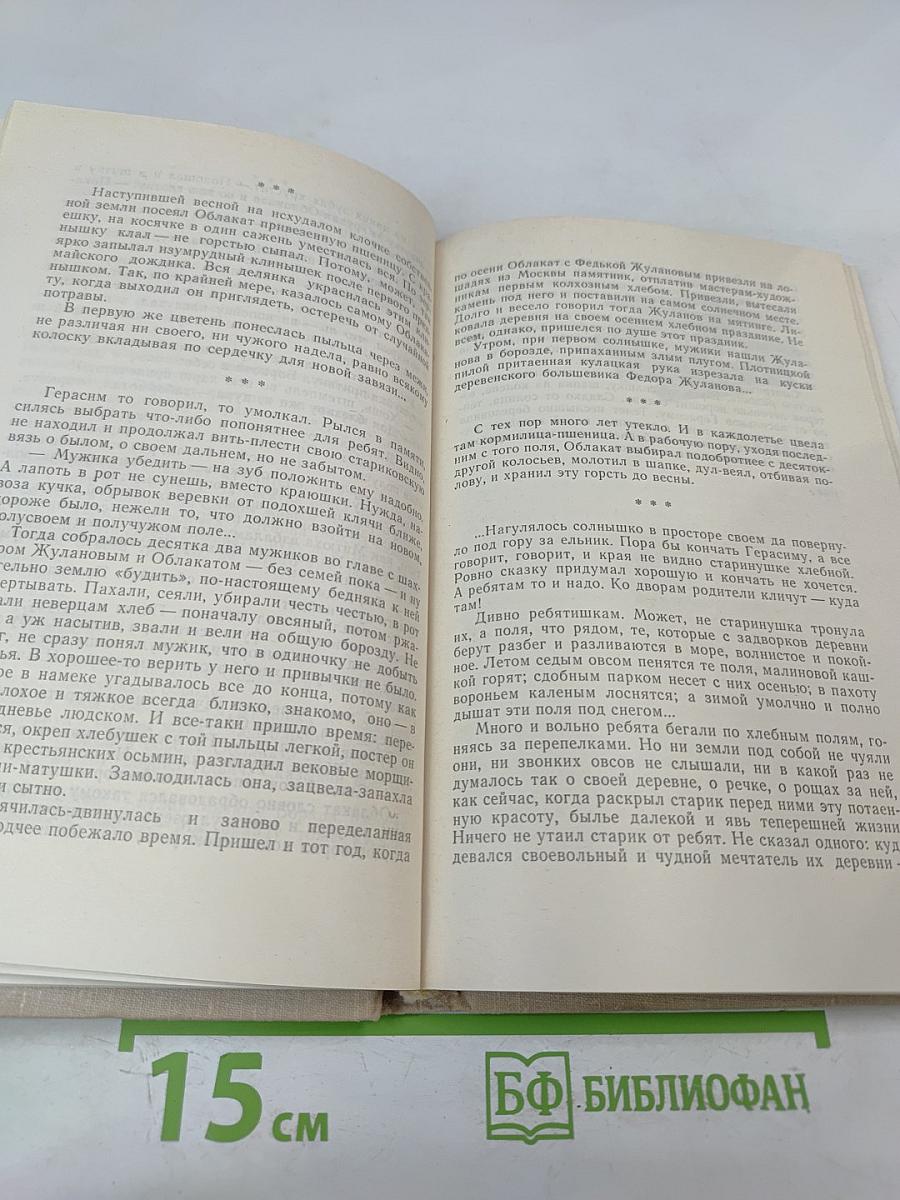 * * *
Наступившей весной на исхудалом клочке собствен-
ной земли посеял Облакат привезенную пшеницу. С
ешку, на косячке в один сажень уместилась вся. По зер-
нышку клал — не горстью сыпал. Потому, может, и
ярко запылал изумрудный клинышек после первого
майского дождика. Вся делянка украсилась этим
нышком. Так, по крайней мере, казалось самому Облака-
ту, когда выходил он приглядеть, остеречь от случайной
потравы.
В первую же цветень понеслась пыльца через межи,
не различая ни своего, ни чужого надела, равно всякому
колоску вкладывая по сердечку для новой завязи...
* * *
Герасим то говорил, то умолкал. Рылся в памяти,
силясь выбрать что-либо попонятнее для ребят. Видно,
не находил и продолжал вить-плести свою стариковскую
вязь о былом, о своем дальнем, но не забытом.
— Мужика убедить — на зуб положить ему надобно.
А лапоть в рот не сунешь, вместо краюшки. Нужда, на-
воза кучка, обрывок веревки от подохшей клячи ближе,
дороже было, нежели то, что должно взойти на новом,
олусвоем и получужом поле...
Тогда собралось десятка два мужиков во главе с шах-
ром Жулановым и Облакатом — без семей пока — и ну
тельно землю «будить», по-настоящему бедняка к ней
ертывать. Пахали, сеяли, убирали честь честью, в рот
али неверцам хлеб — поначалу овсяный, потом ржа-
а уж насытив, звали и вели на общую борозду. Не
г, не сразу понял мужик, что в одиночку не добыть
ья. В хорошее-то верить у него и привычки не было.
ре в намеке угадывалось все до конца, потому как
лохое и тяжкое всегда близко, знакомо, оно — в
дневье людском. И все-таки пришло время: пере-
ся, окреп хлебушек с той пыльцы легкой, постер он
крестьянских осьмин, разгладил вековые морщи-
и-матушки. Замолодилась она, зацвела-запахла
и сытно.
ячилась-двинулась и заново переделанная
одчее побежало время. Пришел и тот год, когда
по осени Облакат с Федькой Жулановым привезли на ло-
шадях из Москвы памятник, отплатив мастерам-худож-
никам первым колхозным хлебом. Привезли, вытесали
камень под него и поставили на самом солнечном месте.
Долго и весело говорил тогда Жуланов на митинге. Ли-
ковала деревня на своем осеннем хлебном празднике. Не
всем, однако, пришелся по душе этот праздник.
Утром, при первом солнышке, мужики нашли Жула-
нова в борозде, припаханным злым плугом. Плотницкой
пилой притаенная кулацкая рука изрезала на куски
деревенского большевика Федора Жуланова...
* * *
С тех пор много лет утекло. И в каждолетье цвела
там кормилица-пшеница. А в рабочую пору, уходя послед-
ним с того поля, Облакат выбирал подобротнее с десяток-
другой колосьев, молотил в шапке, дул-веял, отбивая по-
лову, и хранил эту горсть до весны.
* * *
...Нагулялось солнышко в просторе своем да поверну-
ло под гору за ельник. Пора бы кончать Герасиму, а все
говорит, говорит, и края не видно старинушке хлебной.
Ровно сказку придумал хорошую и кончать не хочется.
А ребятам то и надо. Ко дворам родители кличут — куда
там!
Дивно ребятишкам. Может, не старинушка тронула
их, а поля, что рядом, те, которые с задворков деревни
берут разбег и разливаются в море, волнистое и покой-
ное. Летом седым овсом пенятся те поля, малиновой каш-
кой горят; сдобным парком несет с них осенью; в пахоту
вороньем каленым лоснятся; а зимой умолчно и полно
дышат эти поля под снегом...
Много и вольно ребята бегали по хлебным полям, го-
няясь за перепелками. Но ни земли под собой не чуяли
они, ни звонких овсов не слышали, ни в какой раз не
думалось так о своей деревне, о речке, о рощах за ней,
как сейчас, когда раскрыл старик перед ними эту потаен-
ную красоту, былье далекой и явь теперешней жизни
Ничего не утаил старик от ребят. Не сказал одного: куд
девался своевольный и чудной мечтатель их деревни -
15 см
БФ БИБЛИОФАН